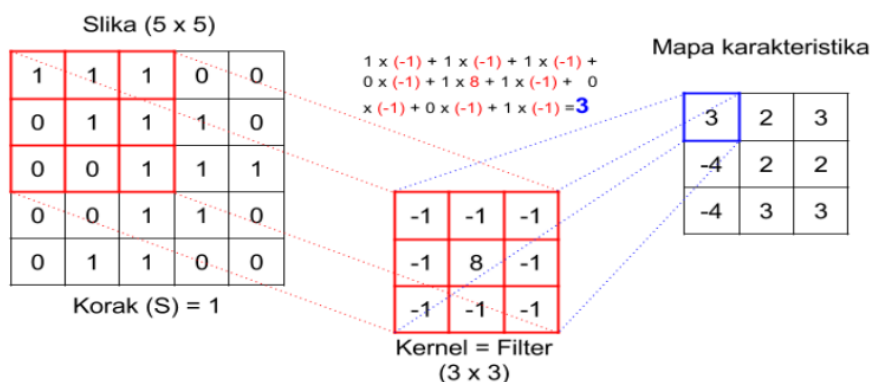 Slika (5 x 5)
1 1 1 0 0
0 1 1 1 0
0 0 1 1 1
0 0 1 1 0
0 1 1 0 0
Korak (S) = 1
1 x (-1) + 1 x (-1) + 1 x (-1) +
0 x (-1) + 1 x 8 + 1 x (-1) + 0
x (-1) + 0 x (-1) + 1 x (-1) =3
-1 -1 -1
-1 8 -1
-1 -1 -1
Kernel = Filter
(3 x 3)
Mapa karakteristika
3 2 3
-4 2 2
-4 3 3